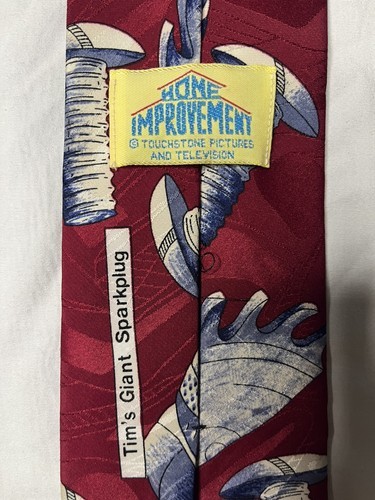 HOME
IMPROVEMENT
© TOUCHSTONE PICTURES
AND TELEVISION
Tim's Giant Sparkplug